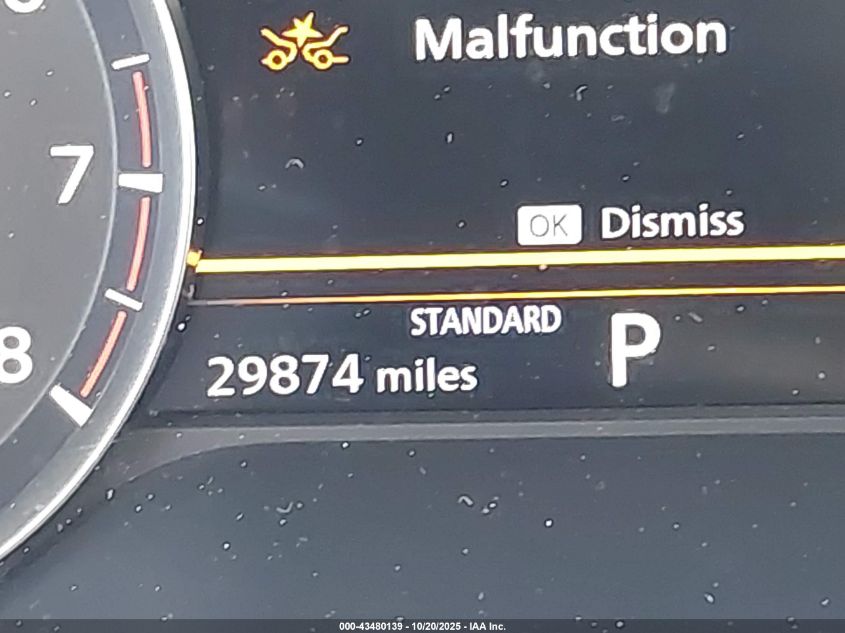 Malfunction
7
OK Dismiss
STANDARD
P
8
29874 miles
000-43480139 - 10/20/2025 - IAA Inc.